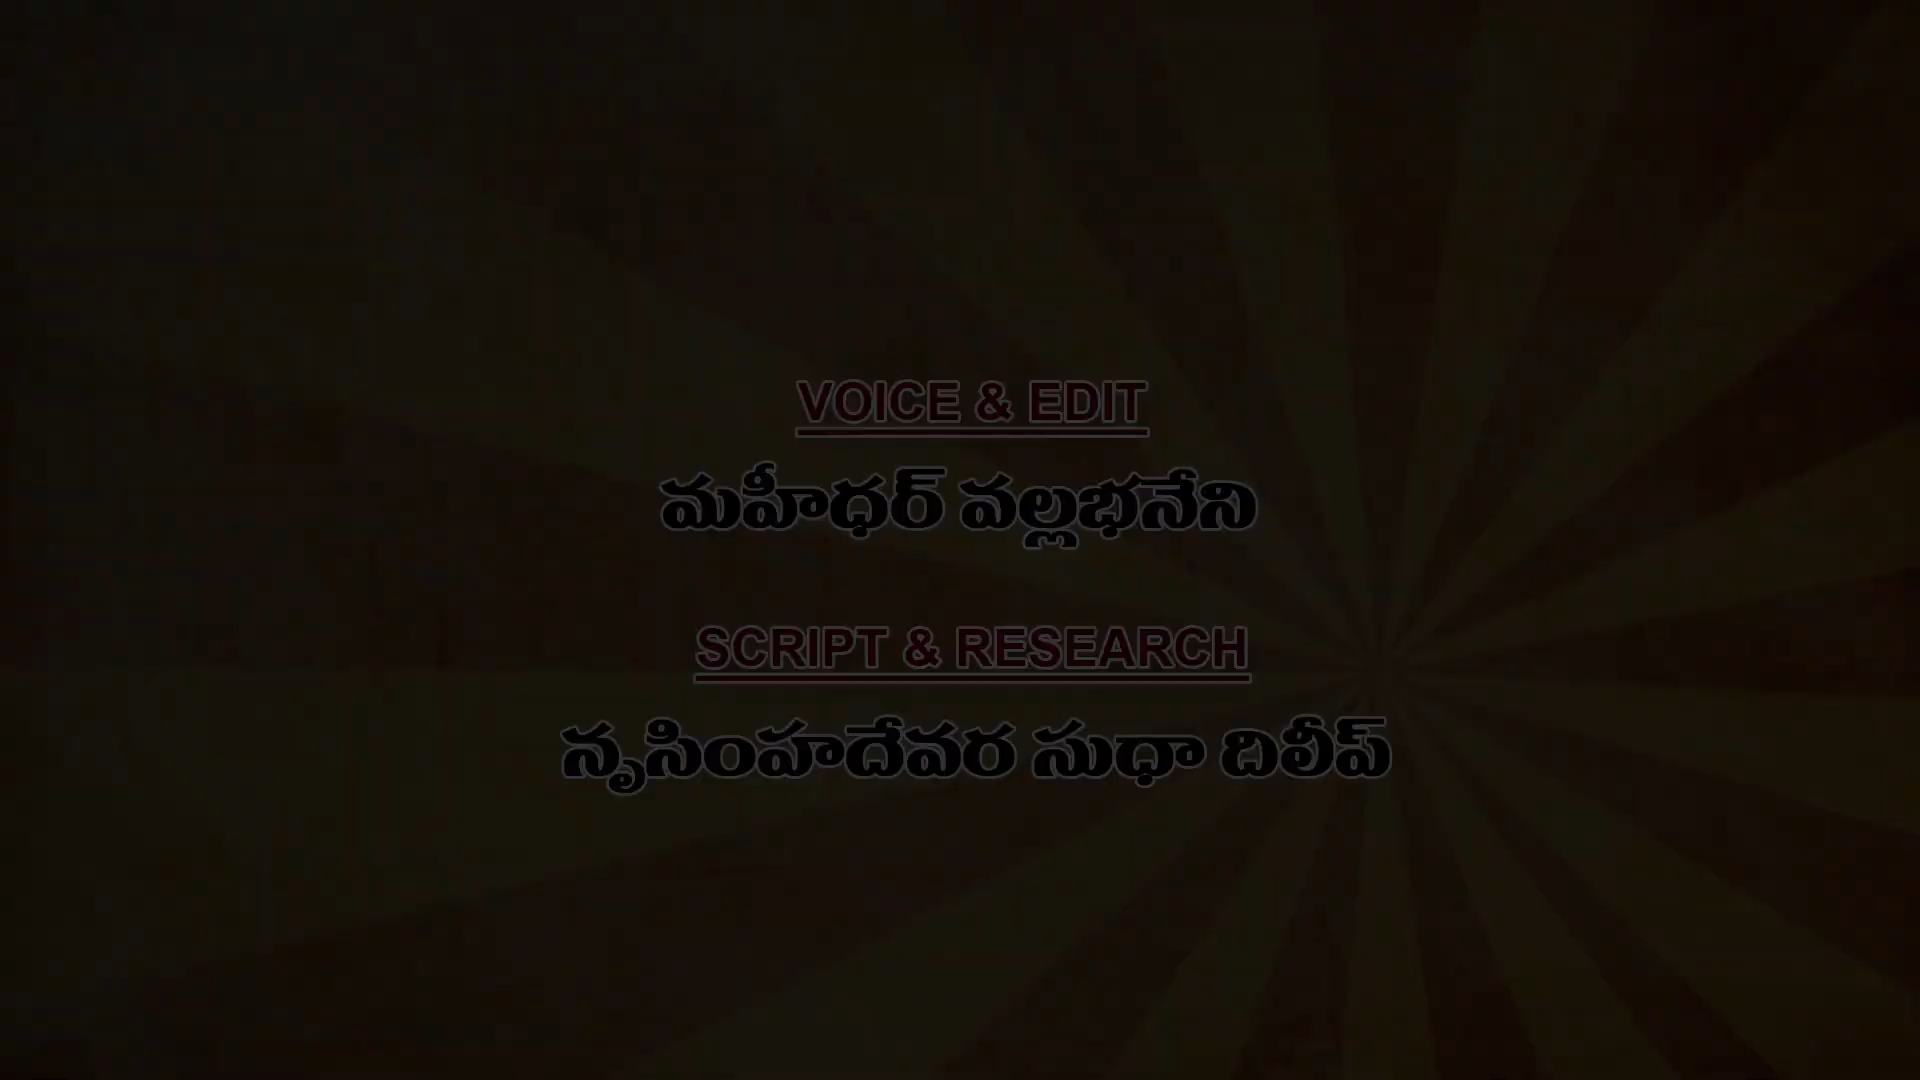 VOICE & EDIT
మహీధర్ వల్లభనేని
SCRIPT & RESEARCH
నృసింహదేవర సుధా దిలీప్